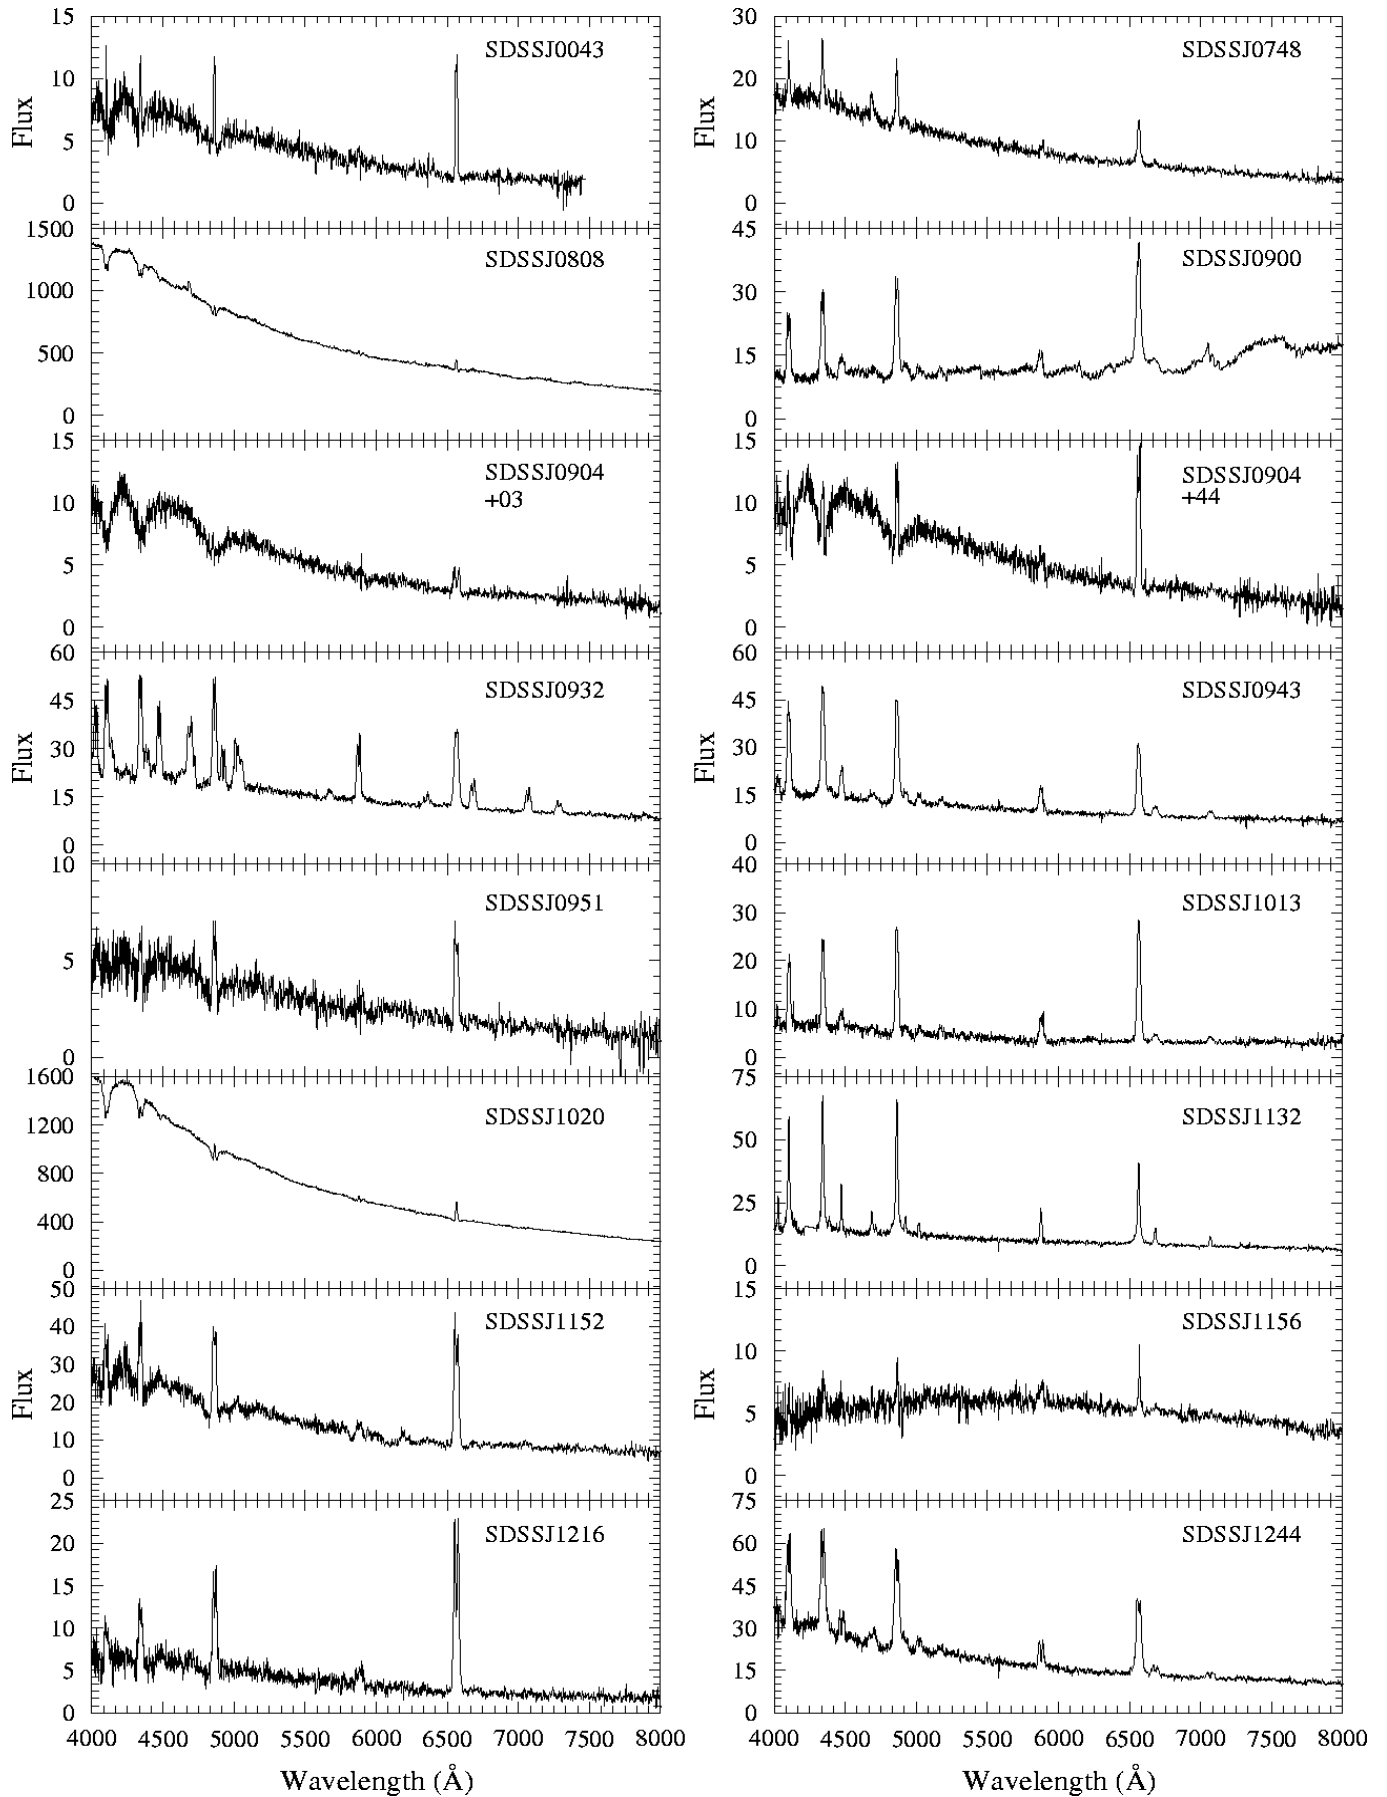 15
10
5
0
Flux
SDSSJ0043
30
20
10
0
Flux
SDSSJ0748
1500
1000
500
0
SDSSJ0808
45
30
15
0
SDSSJ0900
15
10
5
0
SDSSJ0904
+03
15
10
5
0
SDSSJ0904
+44
60
45
30
15
0
Flux
SDSSJ0932
60
45
30
15
0
Flux
SDSSJ0943
10
5
0
SDSSJ0951
40
30
20
10
0
SDSSJ1013
1600
1200
800
400
0
SDSSJ1020
75
50
25
0
SDSSJ1132
50
40
30
20
10
0
Flux
SDSSJ1152
15
10
5
0
Flux
SDSSJ1156
25
20
15
10
5
0
SDSSJ1216
75
60
45
30
15
0
SDSSJ1244
4000 4500 5000 5500 6000 6500 7000 7500 8000
Wavelength (Å)
4000 4500 5000 5500 6000 6500 7000 7500 8000
Wavelength (Å)